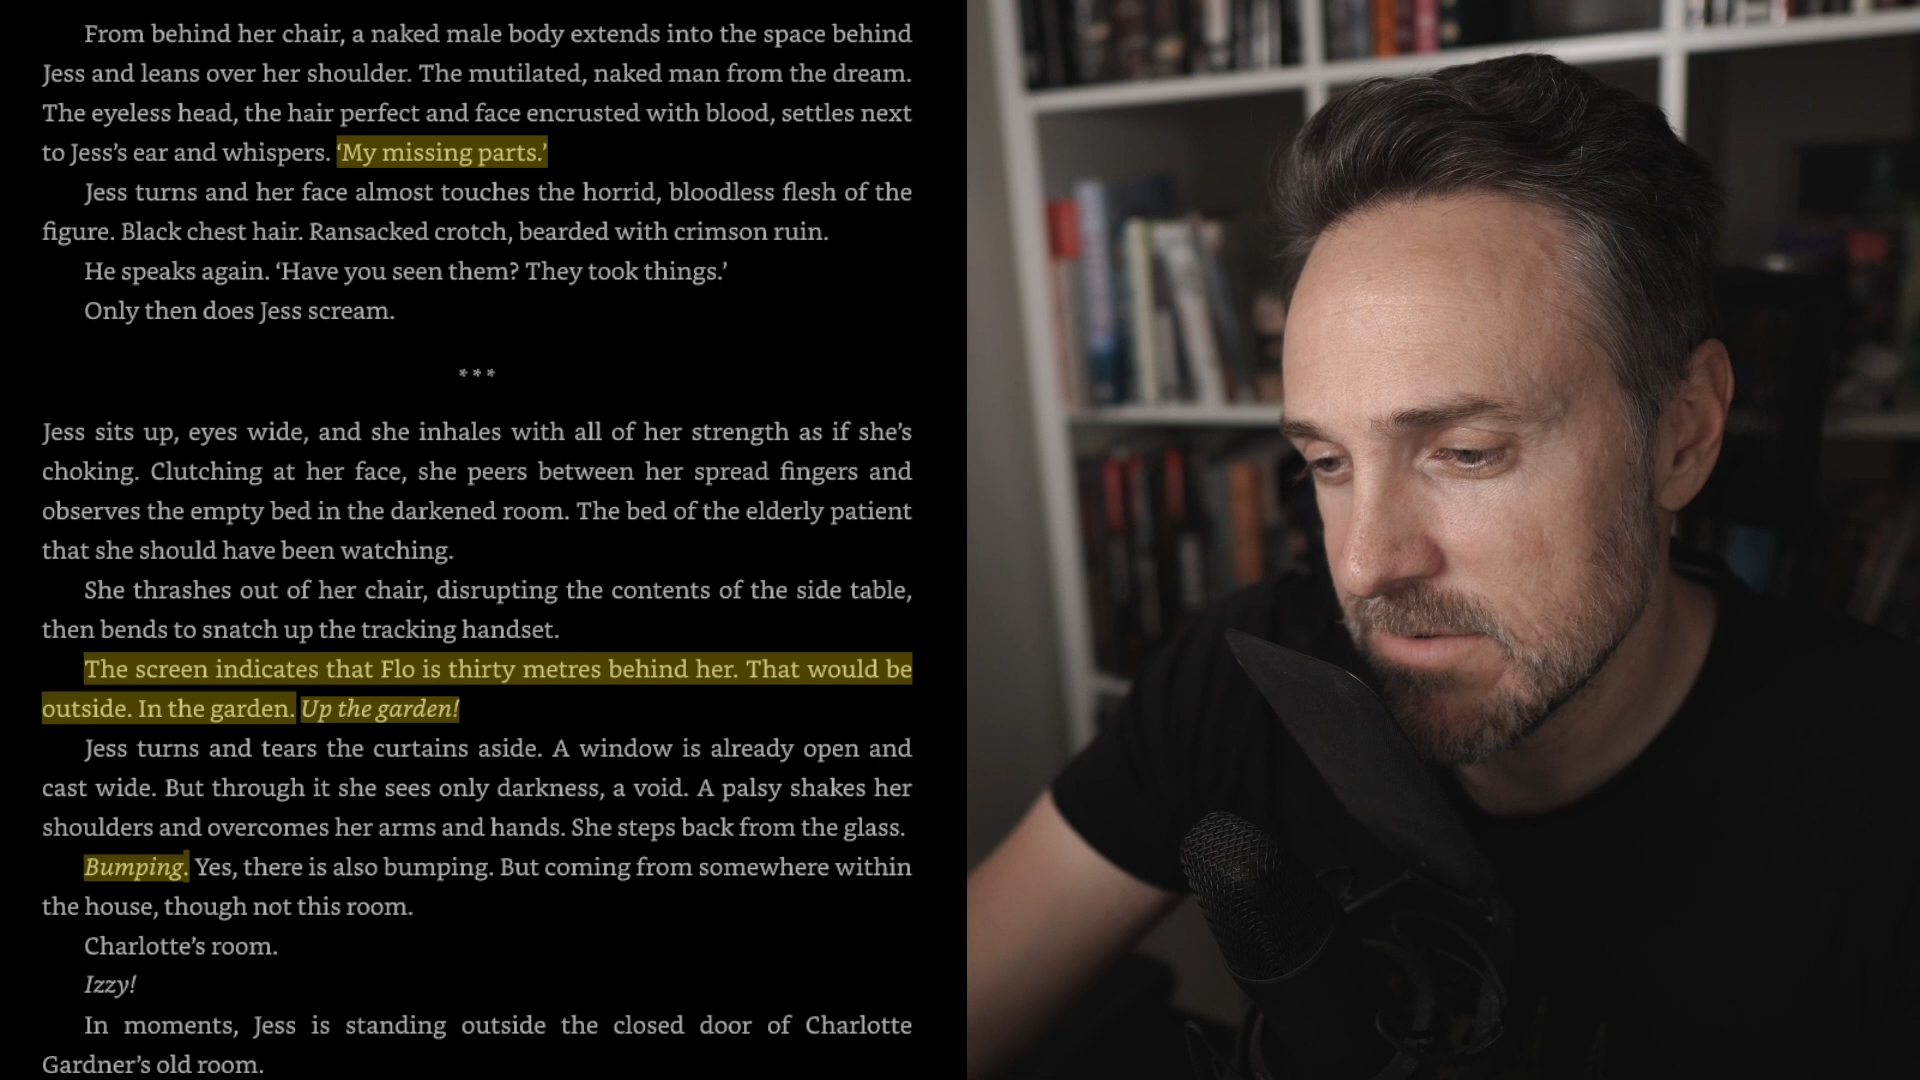 From behind her chair, a naked male body extends into the space behind
Jess and leans over her shoulder. The mutilated, naked man from the dream.
The eyeless head, the hair perfect and face encrusted with blood, settles next
to Jess’s ear and whispers. ‘My missing parts.’
Jess turns and her face almost touches the horrid, bloodless flesh of the
figure. Black chest hair. Ransacked crotch, bearded with crimson ruin.
He speaks again. ‘Have you seen them? They took things.’
Only then does Jess scream.
***
Jess sits up, eyes wide, and she inhales with all of her strength as if she’s
choking. Clutching at her face, she peers between her spread fingers and
observes the empty bed in the darkened room. The bed of the elderly patient
that she should have been watching.
She thrashes out of her chair, disrupting the contents of the side table,
then bends to snatch up the tracking handset.
The screen indicates that Flo is thirty metres behind her. That would be
outside. In the garden. Up the garden!
Jess turns and tears the curtains aside. A window is already open and
cast wide. But through it she sees only darkness, a void. A palsy shakes her
shoulders and overcomes her arms and hands. She steps back from the glass.
Bumping. Yes, there is also bumping. But coming from somewhere within
the house, though not this room.
Charlotte’s room.
Izzy!
In moments, Jess is standing outside the closed door of Charlotte
Gardner’s old room.